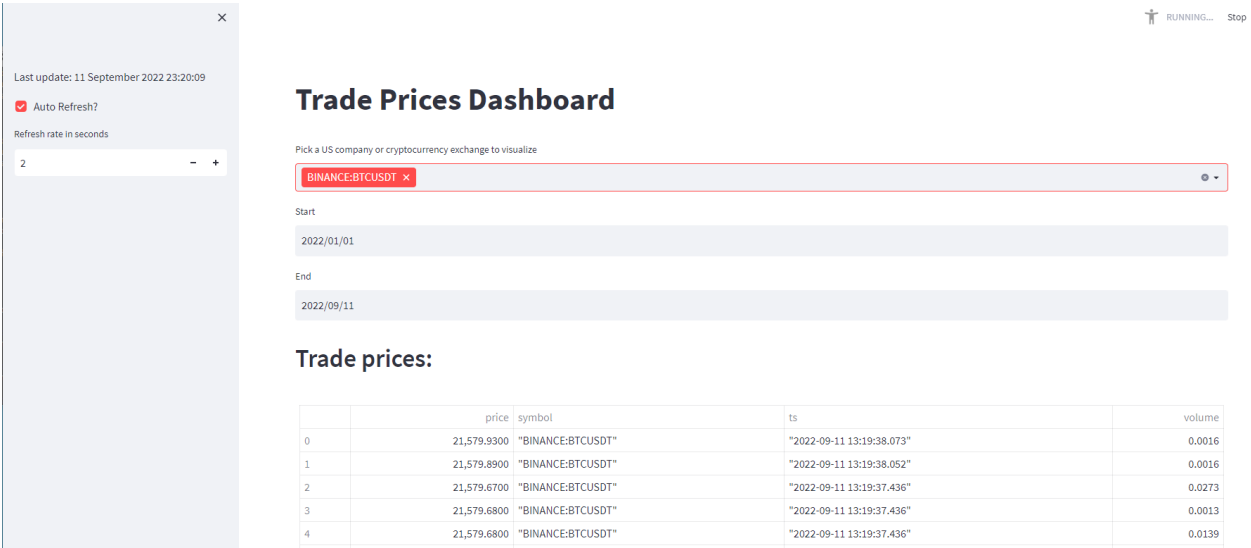 RUNNING... Stop
Last update: 11 September 2022 23:20:09
Auto Refresh?
Refresh rate in seconds
2
Trade Prices Dashboard
Pick a US company or cryptocurrency exchange to visualize
BINANCE:BTCUSDT
Start
2022/01/01
End
2022/09/11
Trade prices:
price symbol ts volume
0 21,579.9300 "BINANCE:BTCUSDT" "2022-09-11 13:19:38.073" 0.0016
1 21,579.8900 "BINANCE:BTCUSDT" "2022-09-11 13:19:38.052" 0.0016
2 21,579.6700 "BINANCE:BTCUSDT" "2022-09-11 13:19:37.436" 0.0273
3 21,579.6800 "BINANCE:BTCUSDT" "2022-09-11 13:19:37.436" 0.0013
4 21,579.6800 "BINANCE:BTCUSDT" "2022-09-11 13:19:37.436" 0.0139